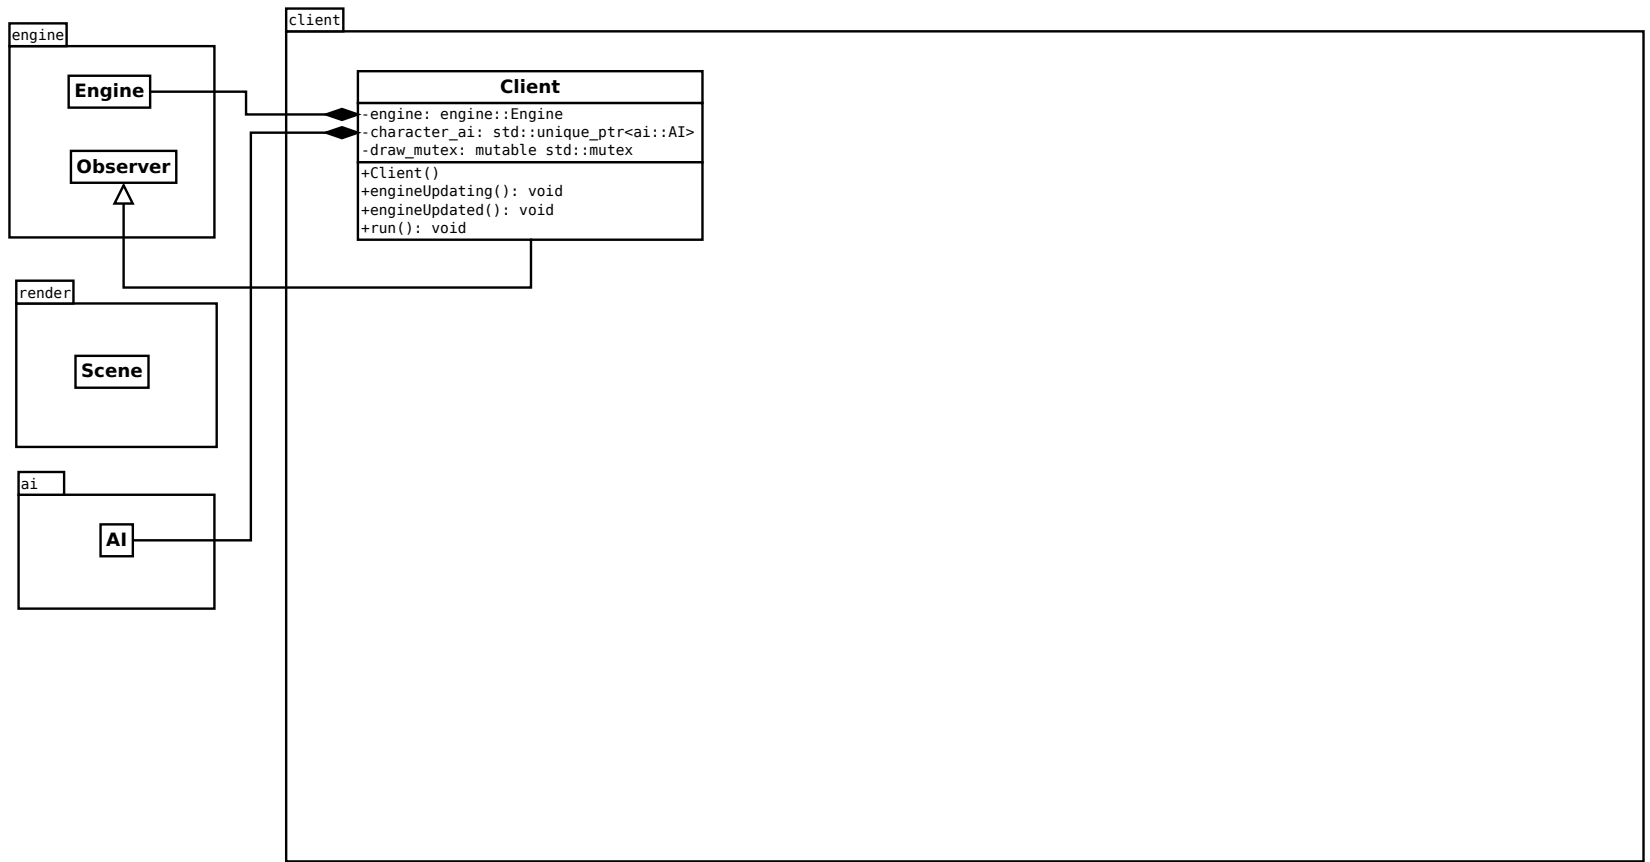 engine
Engine
Observer
render
Scene
ai
AI
client
Client
-engine: engine::Engine
-character_ai: std::unique_ptr<ai::AI>
-draw_mutex: mutable std::mutex
+Client()
+engineUpdating(): void
+engineUpdated(): void
+run(): void